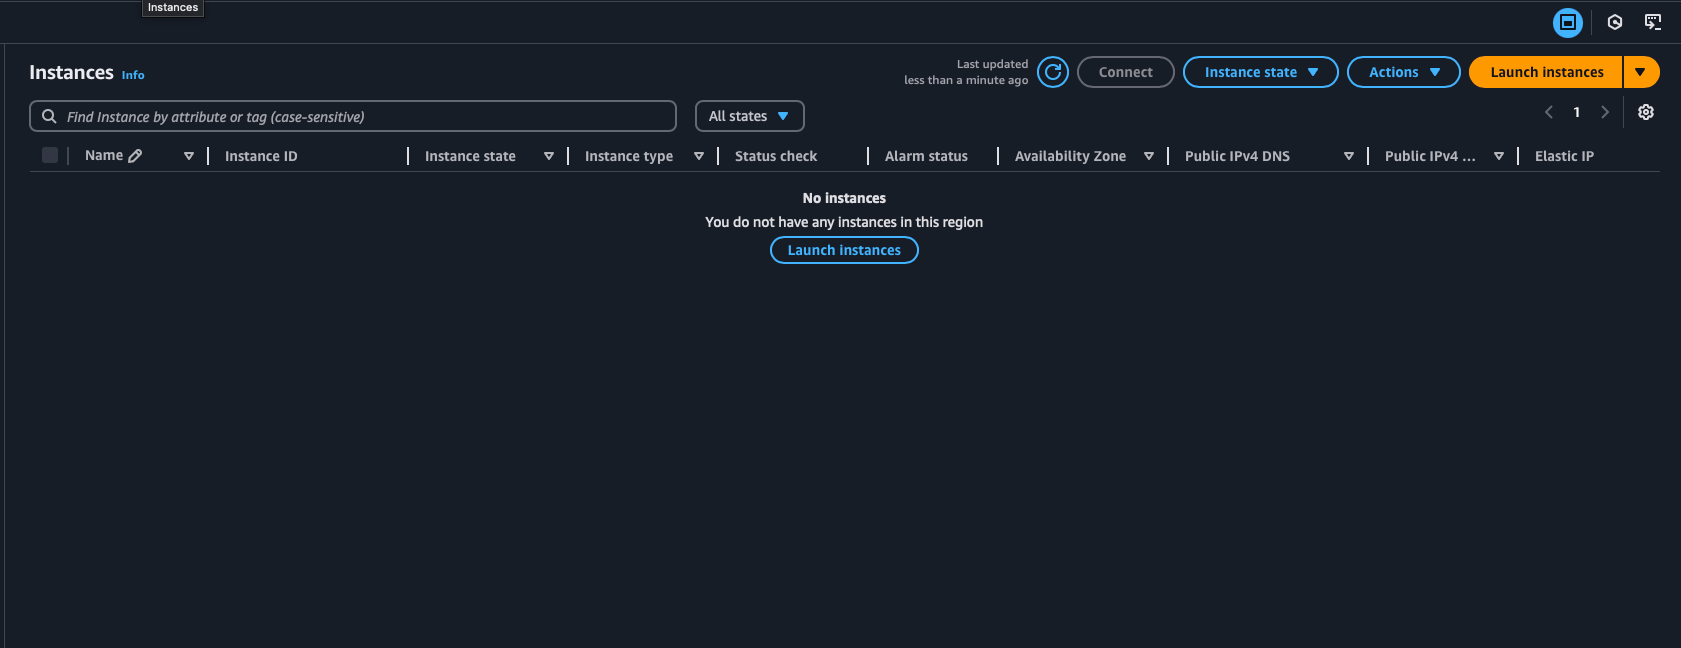 Instances
Instances Info
Last updated
less than a minute ago
Connect
Instance state
Actions
Launch instances
Find Instance by attribute or tag (case-sensitive)
All states
1
Name
Instance ID
Instance state
Instance type
Status check
Alarm status
Availability Zone
Public IPv4 DNS
Public IPv4 ...
Elastic IP
No instances
You do not have any instances in this region
Launch instances